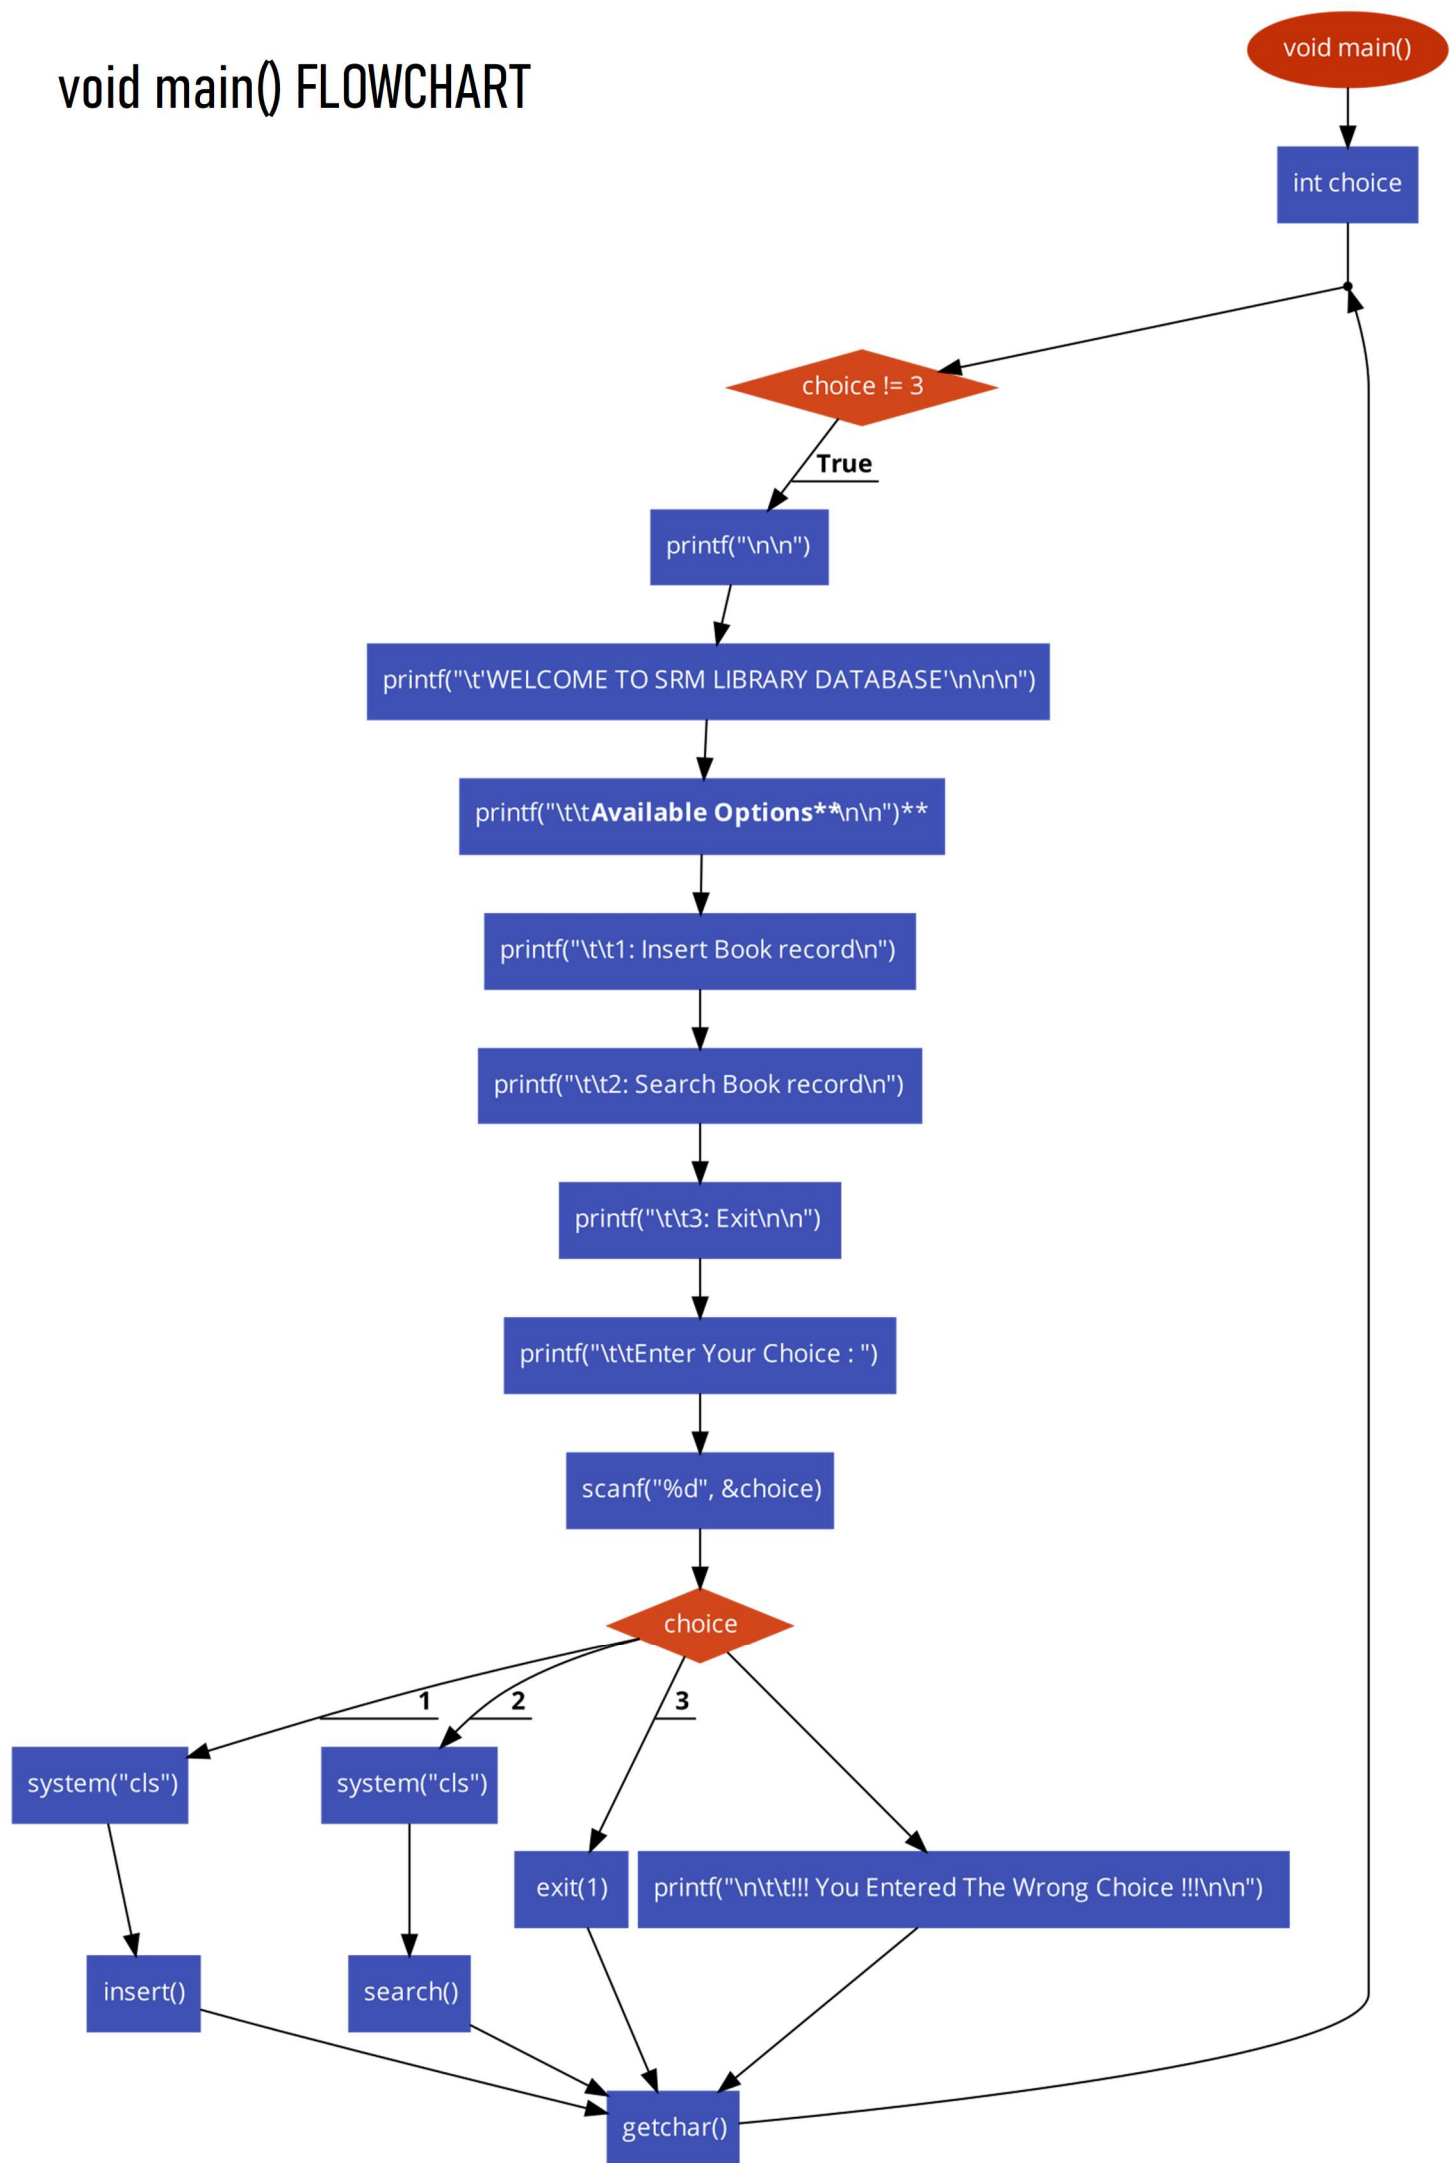 void main() FLOWCHART
void main()
int choice
choice != 3
True
printf("\n\n")
printf("\t'WELCOME TO SRM LIBRARY DATABASE'\n\n\n")
printf("\t\tAvailable Options**\n\n")**
printf("\t\t1: Insert Book record\n")
printf("\t\t2: Search Book record\n")
printf("\t\t3: Exit\n\n")
printf("\t\tEnter Your Choice : ")
scanf("%d", &choice)
choice
1
2
3
system("cls")
system("cls")
exit(1)
printf("\n\t\t!!! You Entered The Wrong Choice !!!\n\n")
insert()
search()
getchar()